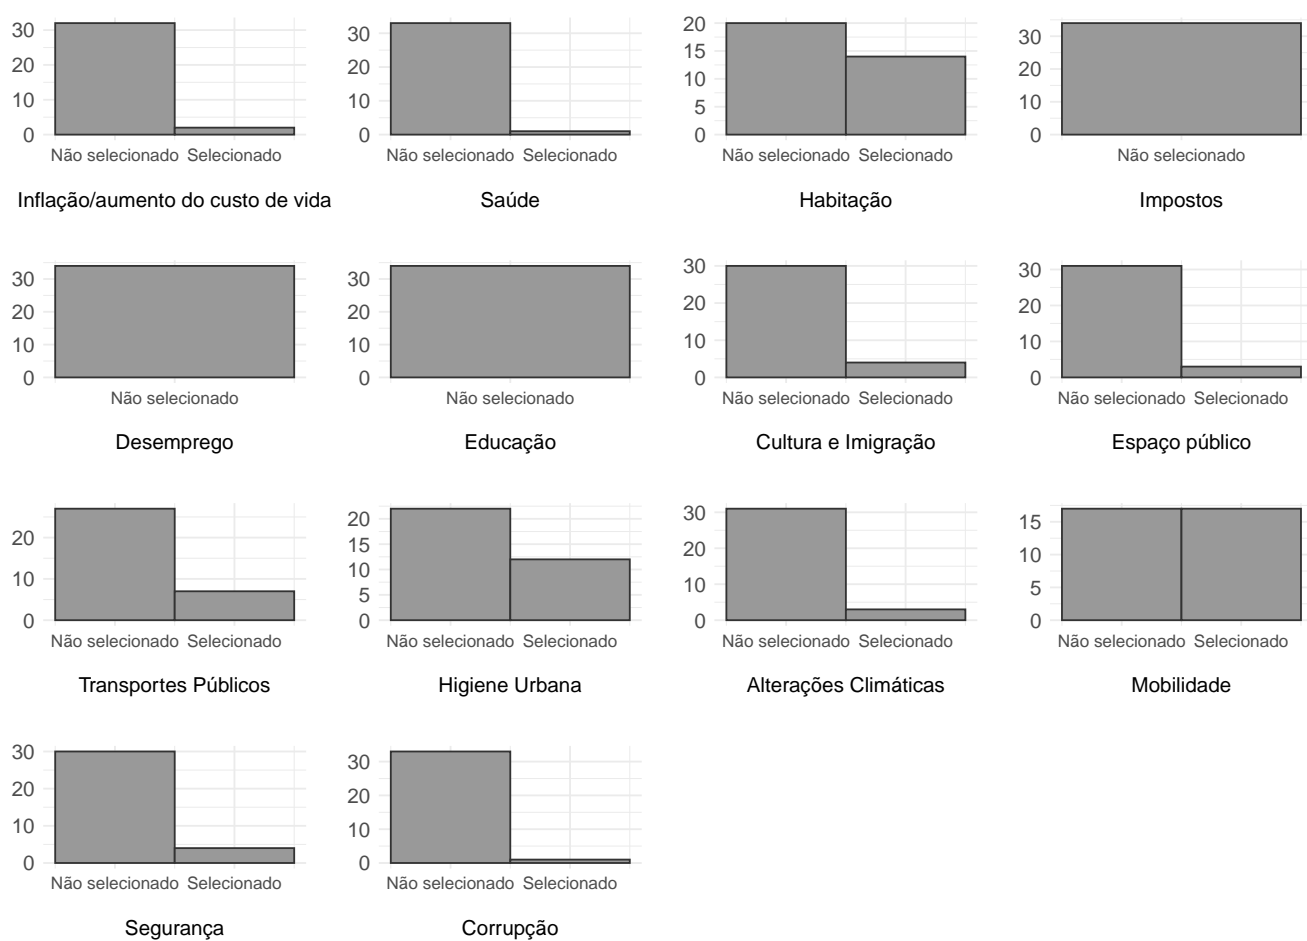 30
20
10
0
Não selecionado Selecionado
Inflação/aumento do custo de vida
30
20
10
0
Não selecionado Selecionado
Saúde
20
15
10
5
0
Não selecionado Selecionado
Habitação
30
20
10
0
Não selecionado
Impostos
30
20
10
0
Não selecionado
Desemprego
30
20
10
0
Não selecionado
Educação
30
20
10
0
Não selecionado Selecionado
Cultura e Imigração
30
20
10
0
Não selecionado Selecionado
Espaço público
20
10
0
Não selecionado Selecionado
Transportes Públicos
20
15
10
5
0
Não selecionado Selecionado
Higiene Urbana
30
20
10
0
Não selecionado Selecionado
Alterações Climáticas
15
10
5
0
Não selecionado Selecionado
Mobilidade
30
20
10
0
Não selecionado Selecionado
Segurança
30
20
10
0
Não selecionado Selecionado
Corrupção